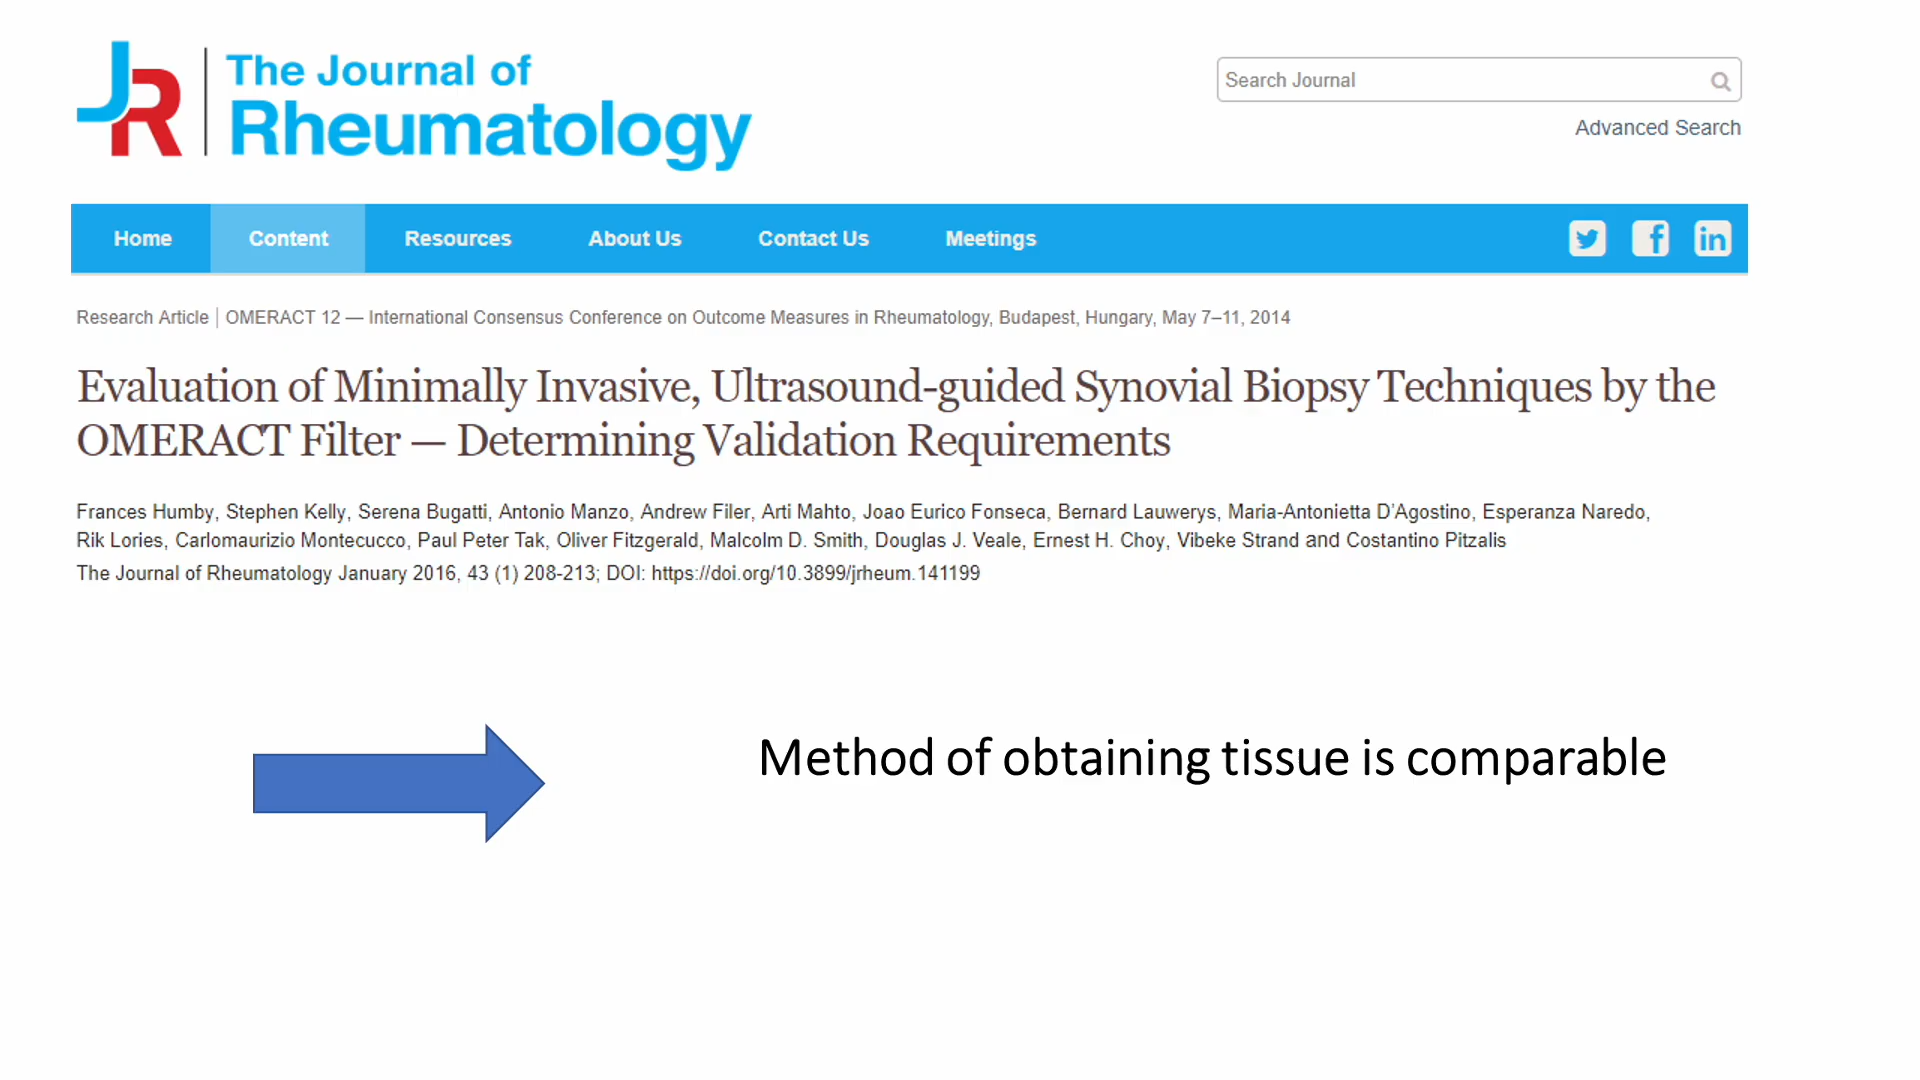 JR
The Journal of
Rheumatology
Search Journal
Advanced Search
Home Content Resources About Us Contact Us Meetings
Research Article | OMERACT 12 — International Consensus Conference on Outcome Measures in Rheumatology, Budapest, Hungary, May 7–11, 2014
Evaluation of Minimally Invasive, Ultrasound-guided Synovial Biopsy Techniques by the
OMERACT Filter — Determining Validation Requirements
Frances Humby, Stephen Kelly, Serena Bugatti, Antonio Manzo, Andrew Filer, Arti Mahto, Joao Eurico Fonseca, Bernard Lauwerys, Maria-Antonietta D'Agostino, Esperanza Naredo,
Rik Lories, Carlomaurizio Montecucco, Paul Peter Tak, Oliver Fitzgerald, Malcolm D. Smith, Douglas J. Veale, Ernest H. Choy, Vibeke Strand and Costantino Pitzalis
The Journal of Rheumatology January 2016, 43 (1) 208-213; DOI: https://doi.org/10.3899/jrheum.141199
Method of obtaining tissue is comparable